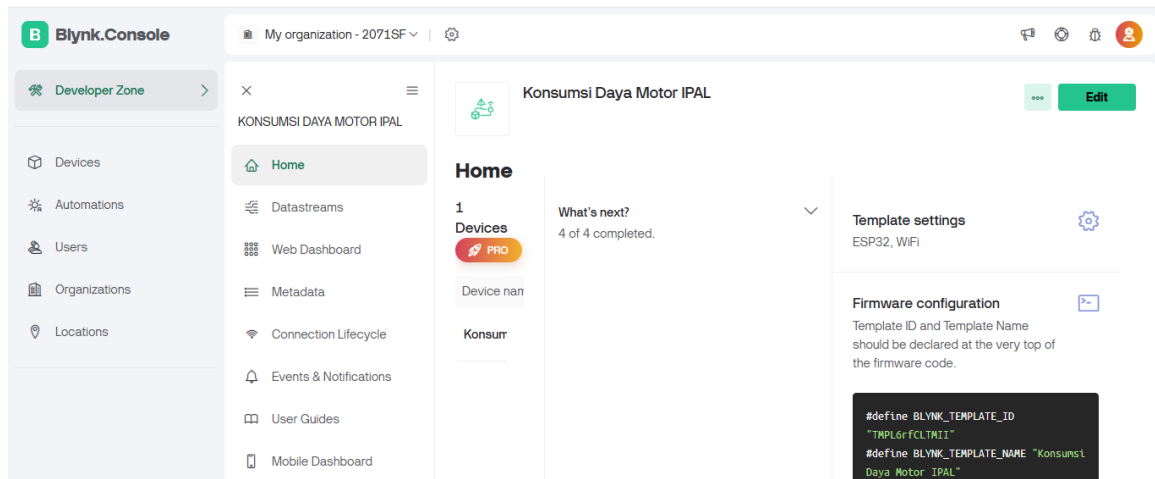 B Blynk.Console
My organization - 2071SF
Developer Zone
Devices
Automations
Users
Organizations
Locations
KONSUMSI DAYA MOTOR IPAL
Home
Datastreams
Web Dashboard
Metadata
Connection Lifecycle
Events & Notifications
User Guides
Mobile Dashboard
Konsumsi Daya Motor IPAL
Edit
Home
1
Devices
PRO
Device nam
Konsum
What's next?
4 of 4 completed.
Template settings
ESP32, WiFi
Firmware configuration
Template ID and Template Name
should be declared at the very top of
the firmware code.
#define BLYNK_TEMPLATE_ID
"TMPL6rfCLTMII"
#define BLYNK_TEMPLATE_NAME "Konsumsi
Daya Motor IPAL"